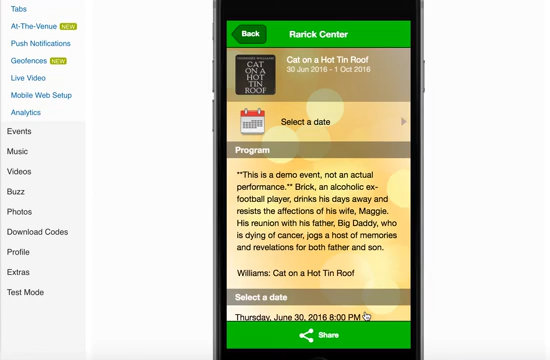 Tabs
At-The-Venue NEW
Push Notifications
Geofences NEW
Live Video
Mobile Web Setup
Analytics
Events
Music
Videos
Buzz
Photos
Download Codes
Profile
Extras
Test Mode
Back
Rarick Center
CAT
ON A
HOT TIN
ROOF
Cat on a Hot Tin Roof
30 Jun 2016 - 1 Oct 2016
Select a date
Program
**This is a demo event, not an actual
performance.** Brick, an alcoholic ex-
football player, drinks his days away and
resists the affections of his wife, Maggie.
His reunion with his father, Big Daddy, who
is dying of cancer, jogs a host of memories
and revelations for both father and son.
Williams: Cat on a Hot Tin Roof
Select a date
Thursday, June 30, 2016 8:00 PM
Share